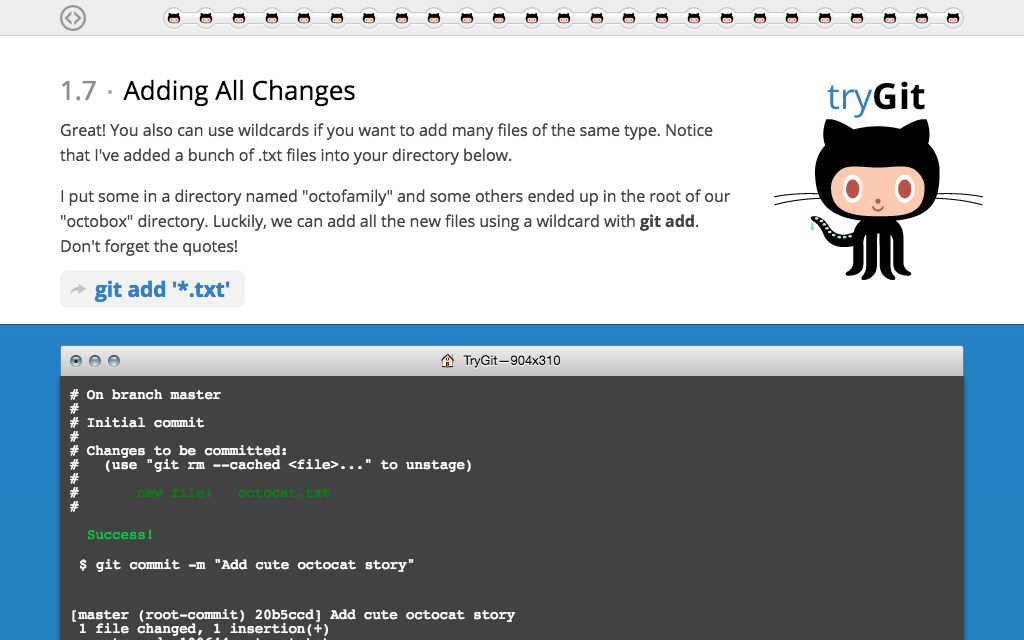 1.7 · Adding All Changes
tryGit
Great! You also can use wildcards if you want to add many files of the same type. Notice
that I've added a bunch of .txt files into your directory below.
I put some in a directory named "octofamily" and some others ended up in the root of our
"octobox" directory. Luckily, we can add all the new files using a wildcard with git add.
Don't forget the quotes!
git add '*.txt'
TryGit—904x310
# On branch master
#
# Initial commit
#
# Changes to be committed:
#   (use "git rm --cached <file>..." to unstage)
#
#       new file:   octocat.txt
#
Success!
$ git commit -m "Add cute octocat story"
[master (root-commit) 20b5ccd] Add cute octocat story
1 file changed, 1 insertion(+)